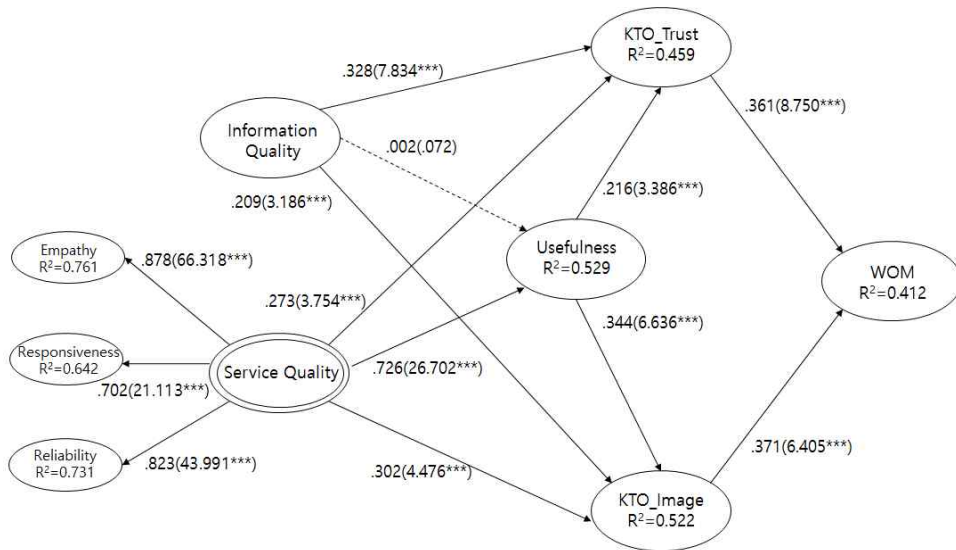 KTO_Trust
R²=0.459
.328(7.834***)
.361(8.750***)
Information
Quality
.002(.072)
.209(3.186***)
.216(3.386***)
Empathy
R²=0.761
.878(66.318***)
Usefulness
R²=0.529
WOM
R²=0.412
.273(3.754***)
.344(6.636***)
Responsiveness
R²=0.642
.702(21.113***)
Service Quality
.726(26.702***)
Reliability
R²=0.731
.823(43.991***)
.302(4.476***)
.371(6.405***)
KTO_Image
R²=0.522